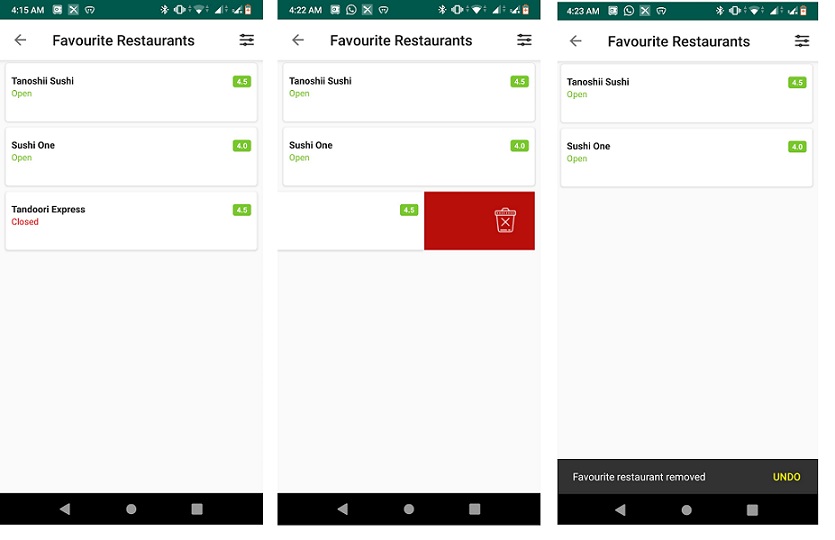 4:15 AM
Favourite Restaurants
Tanoshii Sushi 4.5
Open
Sushi One 4.0
Open
Tandoori Express 4.5
Closed
4:22 AM
Favourite Restaurants
Tanoshii Sushi 4.5
Open
Sushi One 4.0
Open
4.5
4:23 AM
Favourite Restaurants
Tanoshii Sushi 4.5
Open
Sushi One 4.0
Open
Favourite restaurant removed UNDO